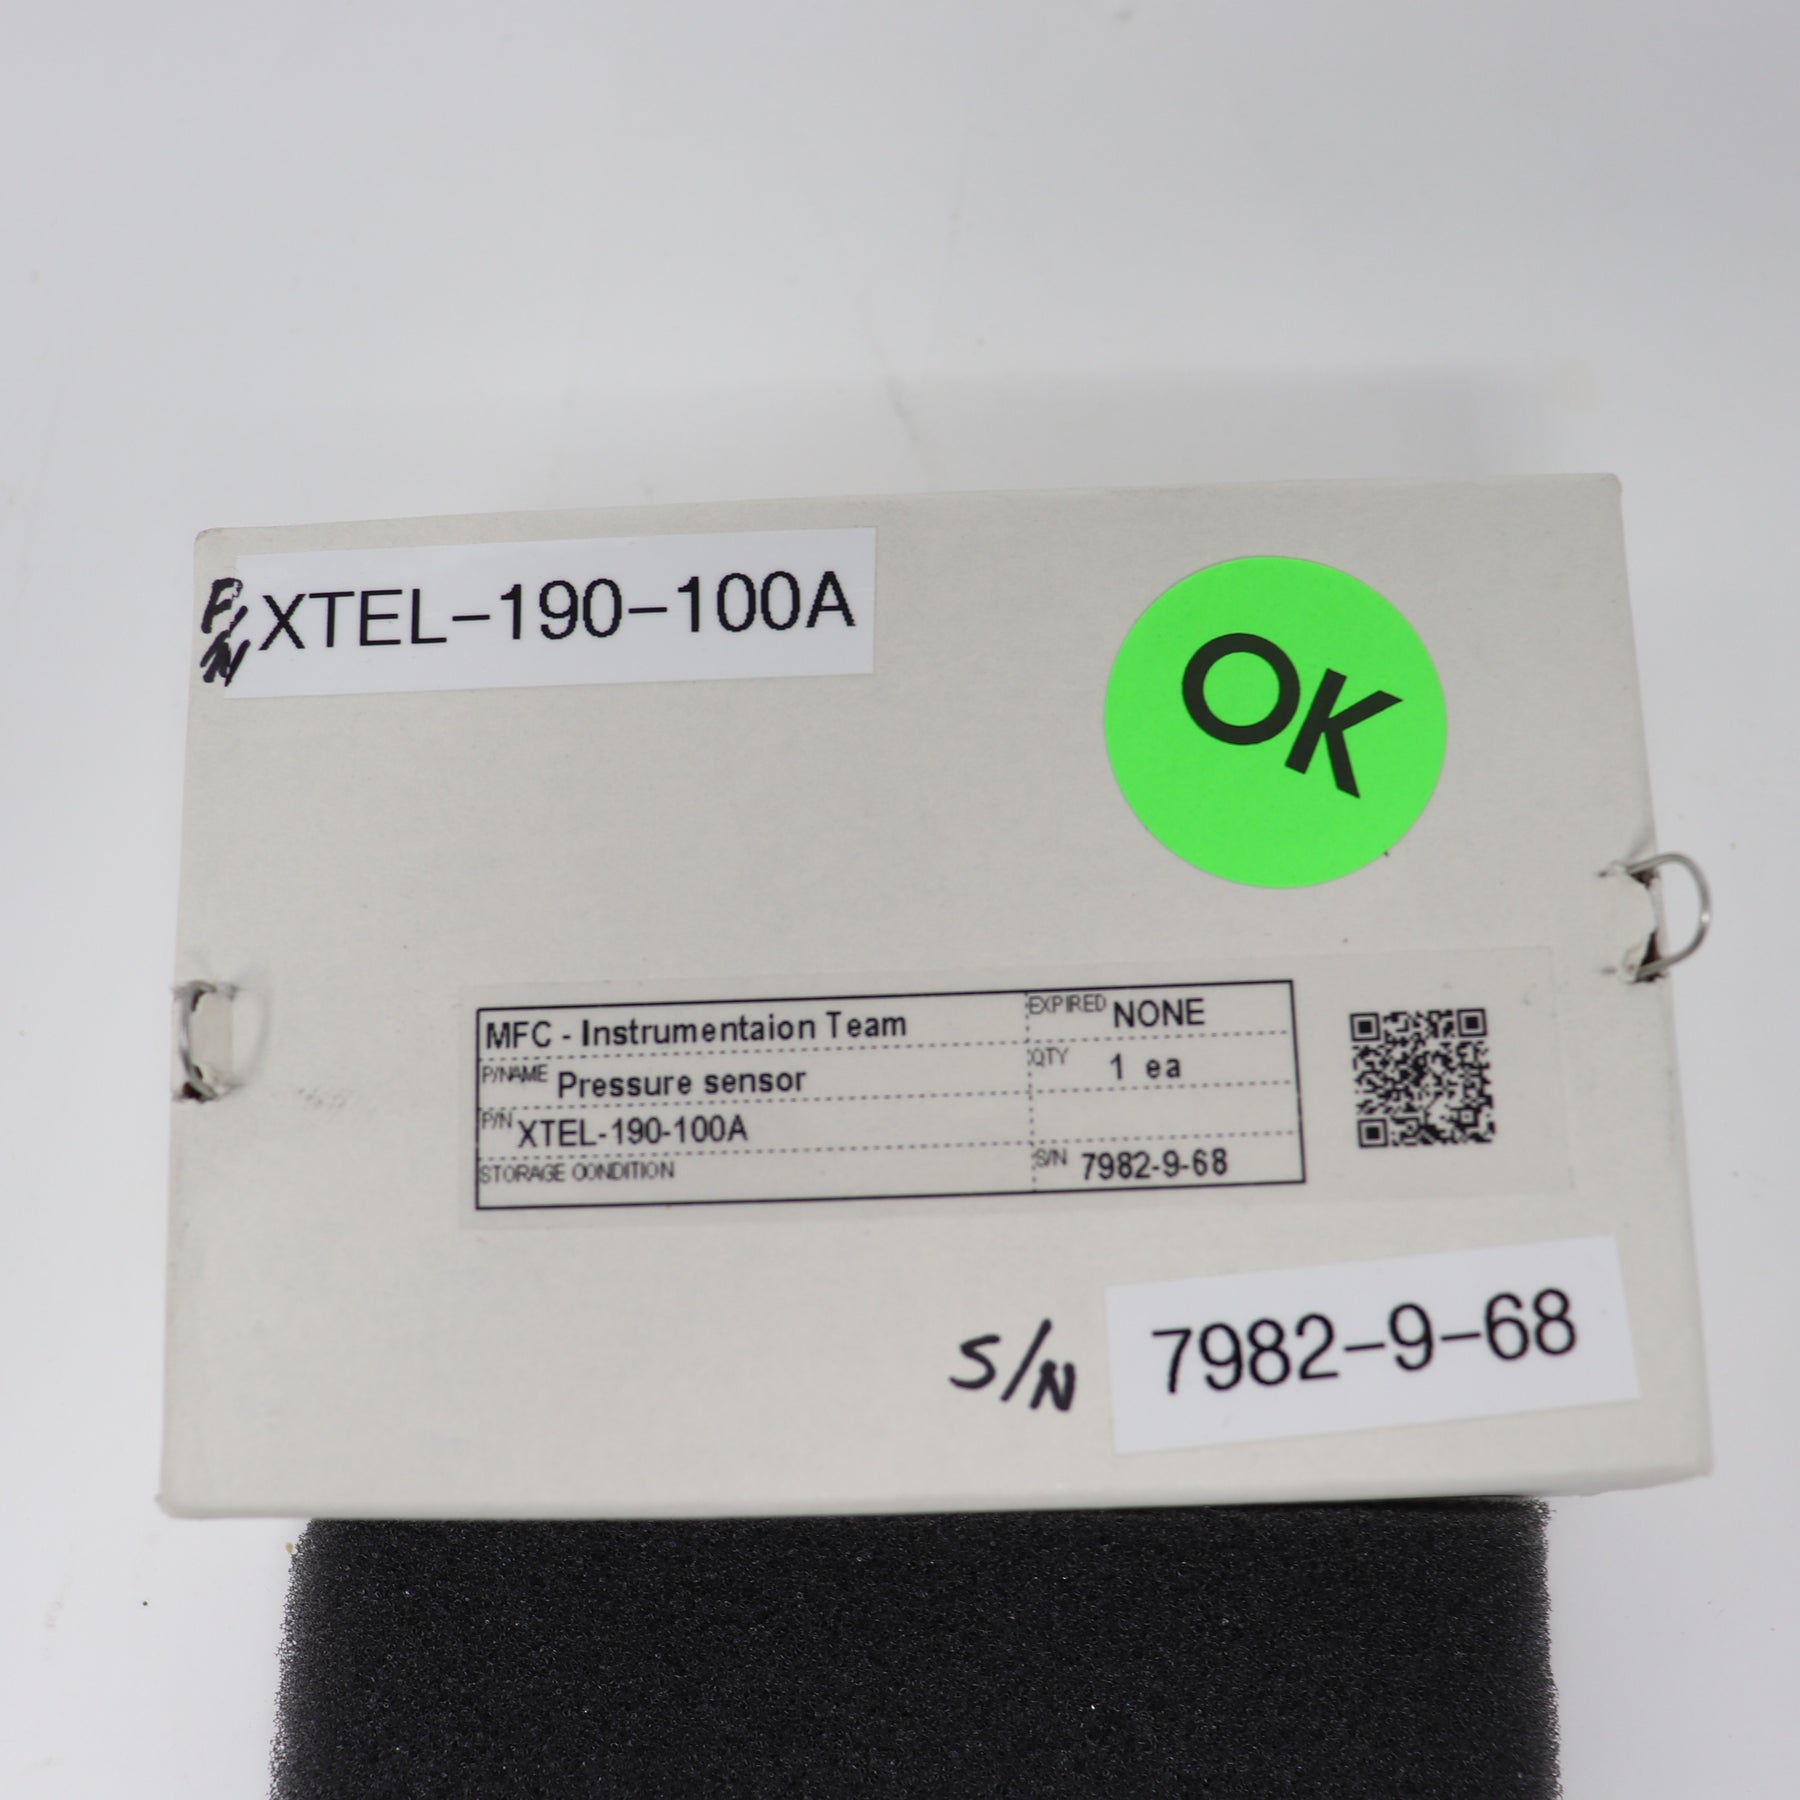 P/N XTEL-190-100A
OK
MFC - Instrumentaion Team EXPIRED NONE
P/NAME Pressure sensor QTY 1 ea
P/N XTEL-190-100A
STORAGE CONDITION S/N 7982-9-68
S/N 7982-9-68